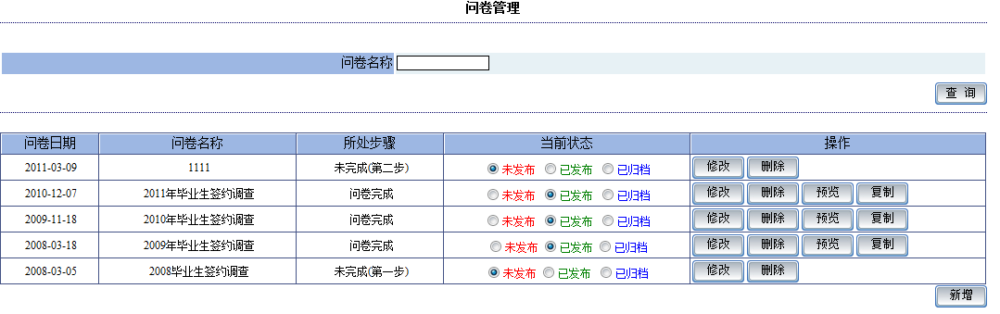 问卷管理
问卷名称
查 询
问卷日期 问卷名称 所处步骤 当前状态 操作
2011-03-09 1111 未完成(第二步) 未发布 已发布 已归档 修改 删除
2010-12-07 2011年毕业生签约调查 问卷完成 未发布 已发布 已归档 修改 删除 预览 复制
2009-11-18 2010年毕业生签约调查 问卷完成 未发布 已发布 已归档 修改 删除 预览 复制
2008-03-18 2009年毕业生签约调查 问卷完成 未发布 已发布 已归档 修改 删除 预览 复制
2008-03-05 2008毕业生签约调查 未完成(第一步) 未发布 已发布 已归档 修改 删除
新增